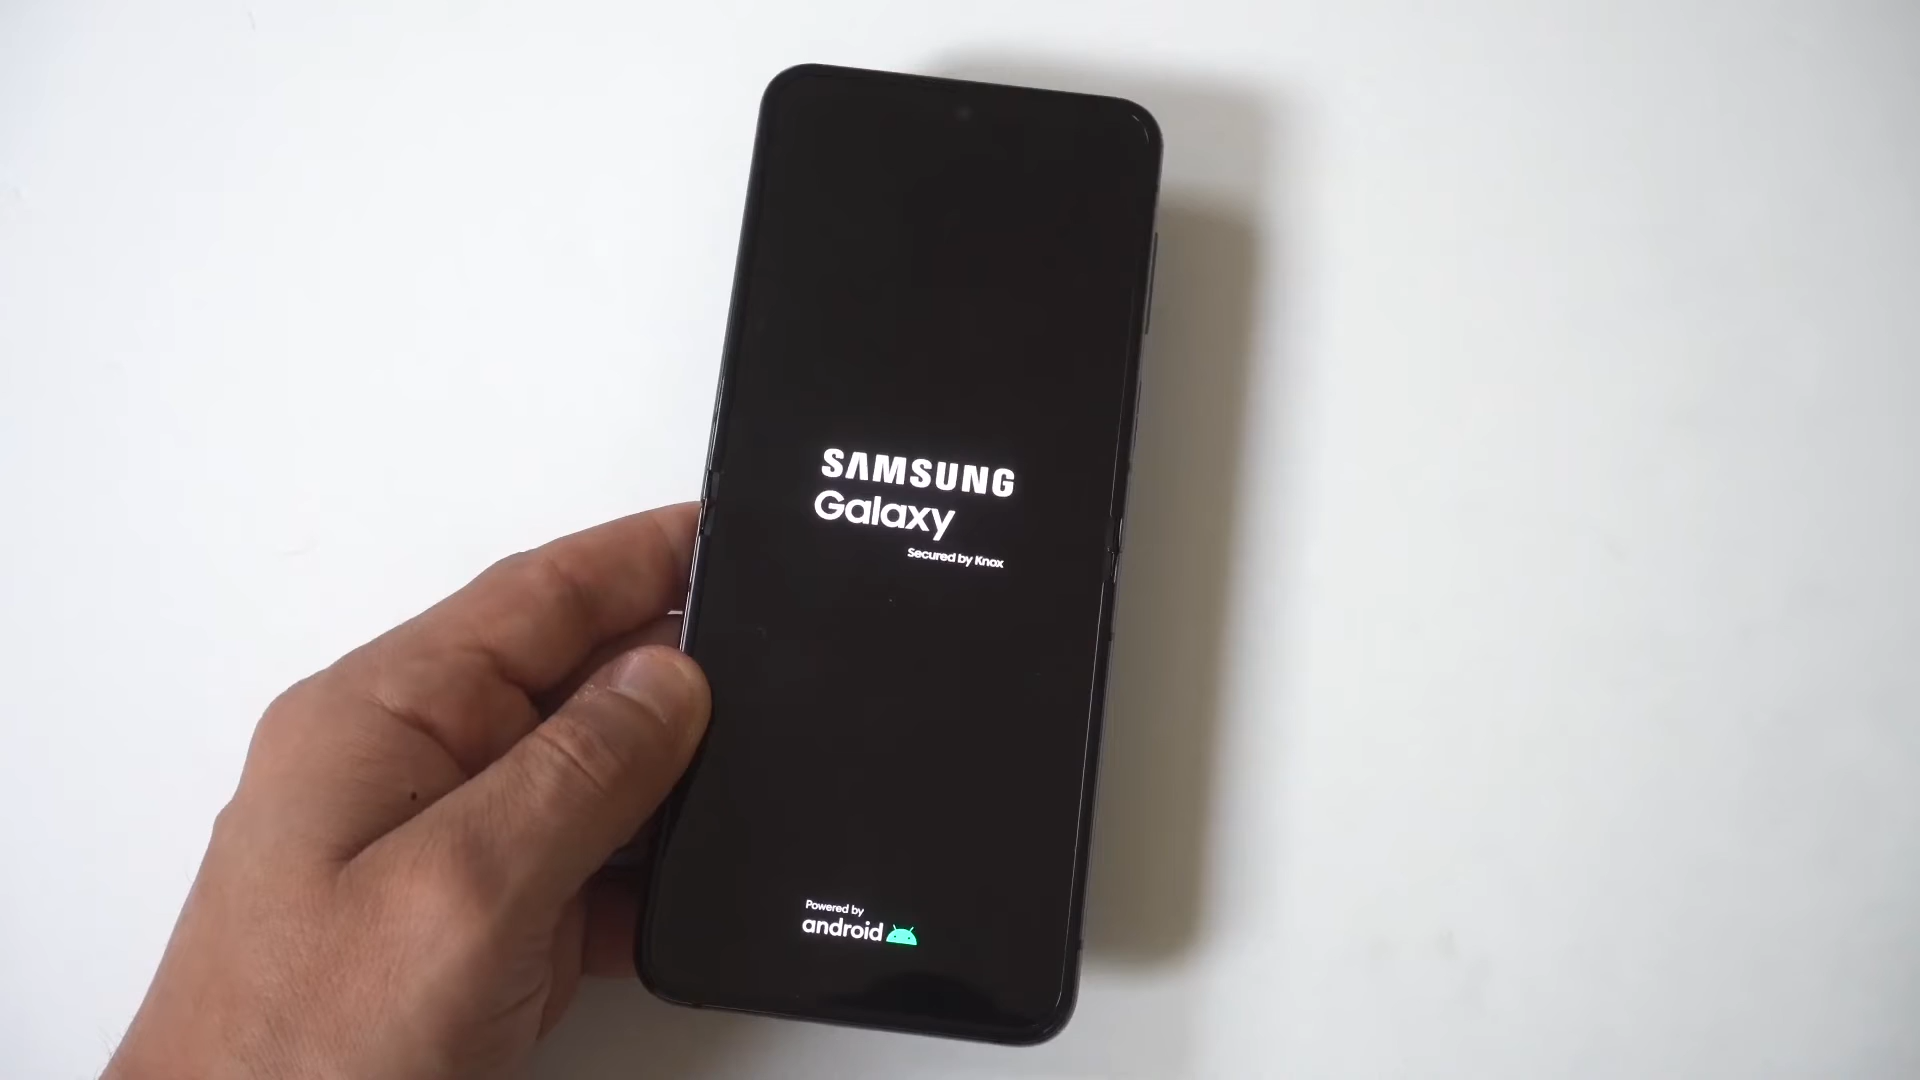 SAMSUNG
Galaxy
Secured by Knox
Powered by
android